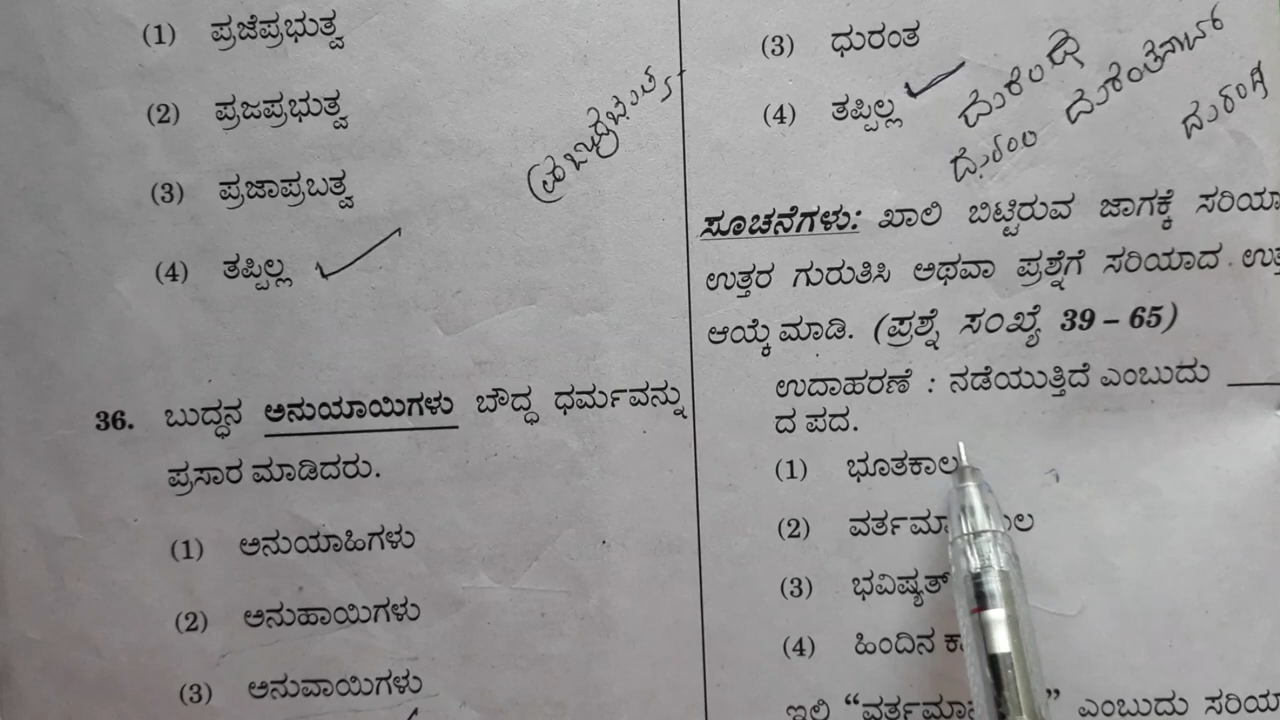 (1) ಪ್ರಜೆಪ್ರಭುತ್ವ
(2) ಪ್ರಜಪ್ರಭುತ್ವ
(3) ಪ್ರಜಾಪ್ರಬತ್ವ
(4) ತಪ್ಪಿಲ್ಲ
36. ಬುದ್ಧನ ಅನುಯಾಯಿಗಳು ಬೌದ್ಧ ಧರ್ಮವನ್ನು
ಪ್ರಸಾರ ಮಾಡಿದರು.
(1) ಅನುಯಾಹಿಗಳು
(2) ಅನುಹಾಯಿಗಳು
(3) ಅನುವಾಯಿಗಳು
(3) ಧುರಂತ
(4) ತಪ್ಪಿಲ್ಲ
ಸೂಚನೆಗಳು: ಖಾಲಿ ಬಿಟ್ಟಿರುವ ಜಾಗಕ್ಕೆ ಸರಿಯಾ
ಉತ್ತರ ಗುರುತಿಸಿ ಅಥವಾ ಪ್ರಶ್ನೆಗೆ ಸರಿಯಾದ ಉತ್
ಆಯ್ಕೆ ಮಾಡಿ. (ಪ್ರಶ್ನೆ ಸಂಖ್ಯೆ 39 – 65)
ಉದಾಹರಣೆ : ನಡೆಯುತ್ತಿದೆ ಎಂಬುದು
ದ ಪದ.
(1) ಭೂತಕಾಲ
(2)
(3) ಭವಿಷ್ಯತ್
(4) ಹಿಂದಿನ
ಇಲ್ಲಿ ಎಂಬುದು ಸರಿಯಾ